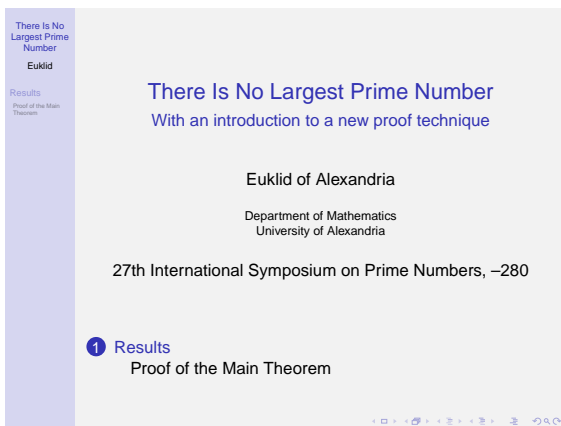 There Is No
Largest Prime
Number
Euklid
Results
Proof of the Main
Theorem
There Is No Largest Prime Number
With an introduction to a new proof technique
Euklid of Alexandria
Department of Mathematics
University of Alexandria
27th International Symposium on Prime Numbers, –280
1 Results
Proof of the Main Theorem